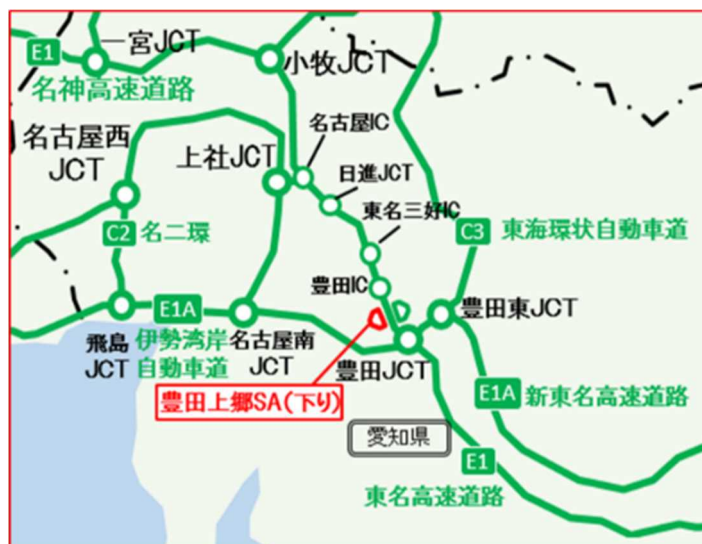 E1
一宮JCT
名神高速道路
小牧JCT
名古屋IC
名古屋西
JCT
上社JCT
日進JCT
東名三好IC
C2
名二環
C3
東海環状自動車道
豊田IC
E1A
豊田東JCT
飛島
JCT
伊勢湾岸
自動車道
名古屋南
JCT
豊田JCT
豊田上郷SA(下り)
E1A
新東名高速道路
愛知県
E1
東名高速道路